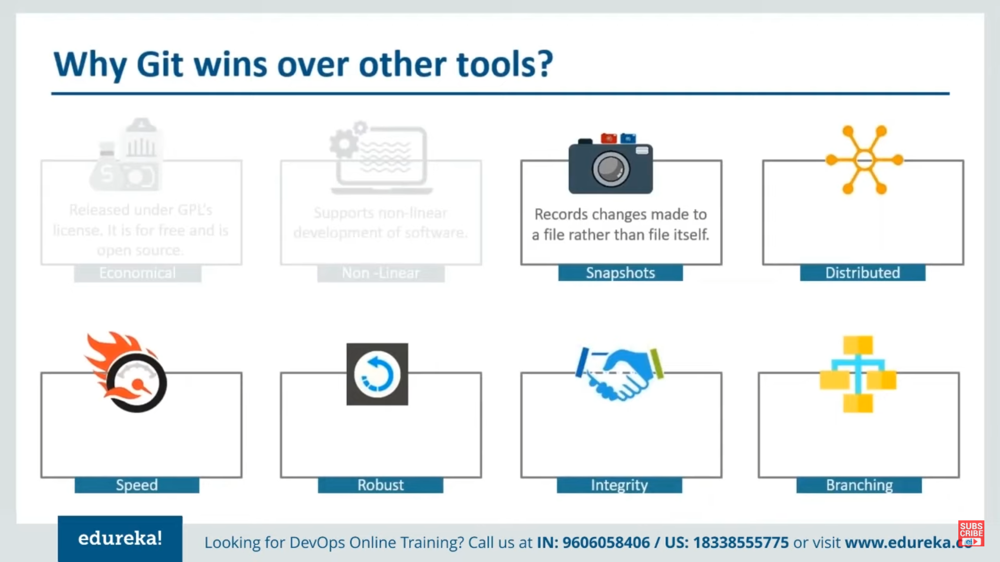 Why Git wins over other tools?
Released under GPL's
license. It is for free and is
open source.
Economical
Supports non-linear
development of software.
Non -Linear
Records changes made to
a file rather than file itself.
Snapshots
Distributed
Speed
Robust
Integrity
Branching
edureka!
Looking for DevOps Online Training? Call us at IN: 9606058406 / US: 18338555775 or visit www.edureka.co
SUBS
CRIBE
e!